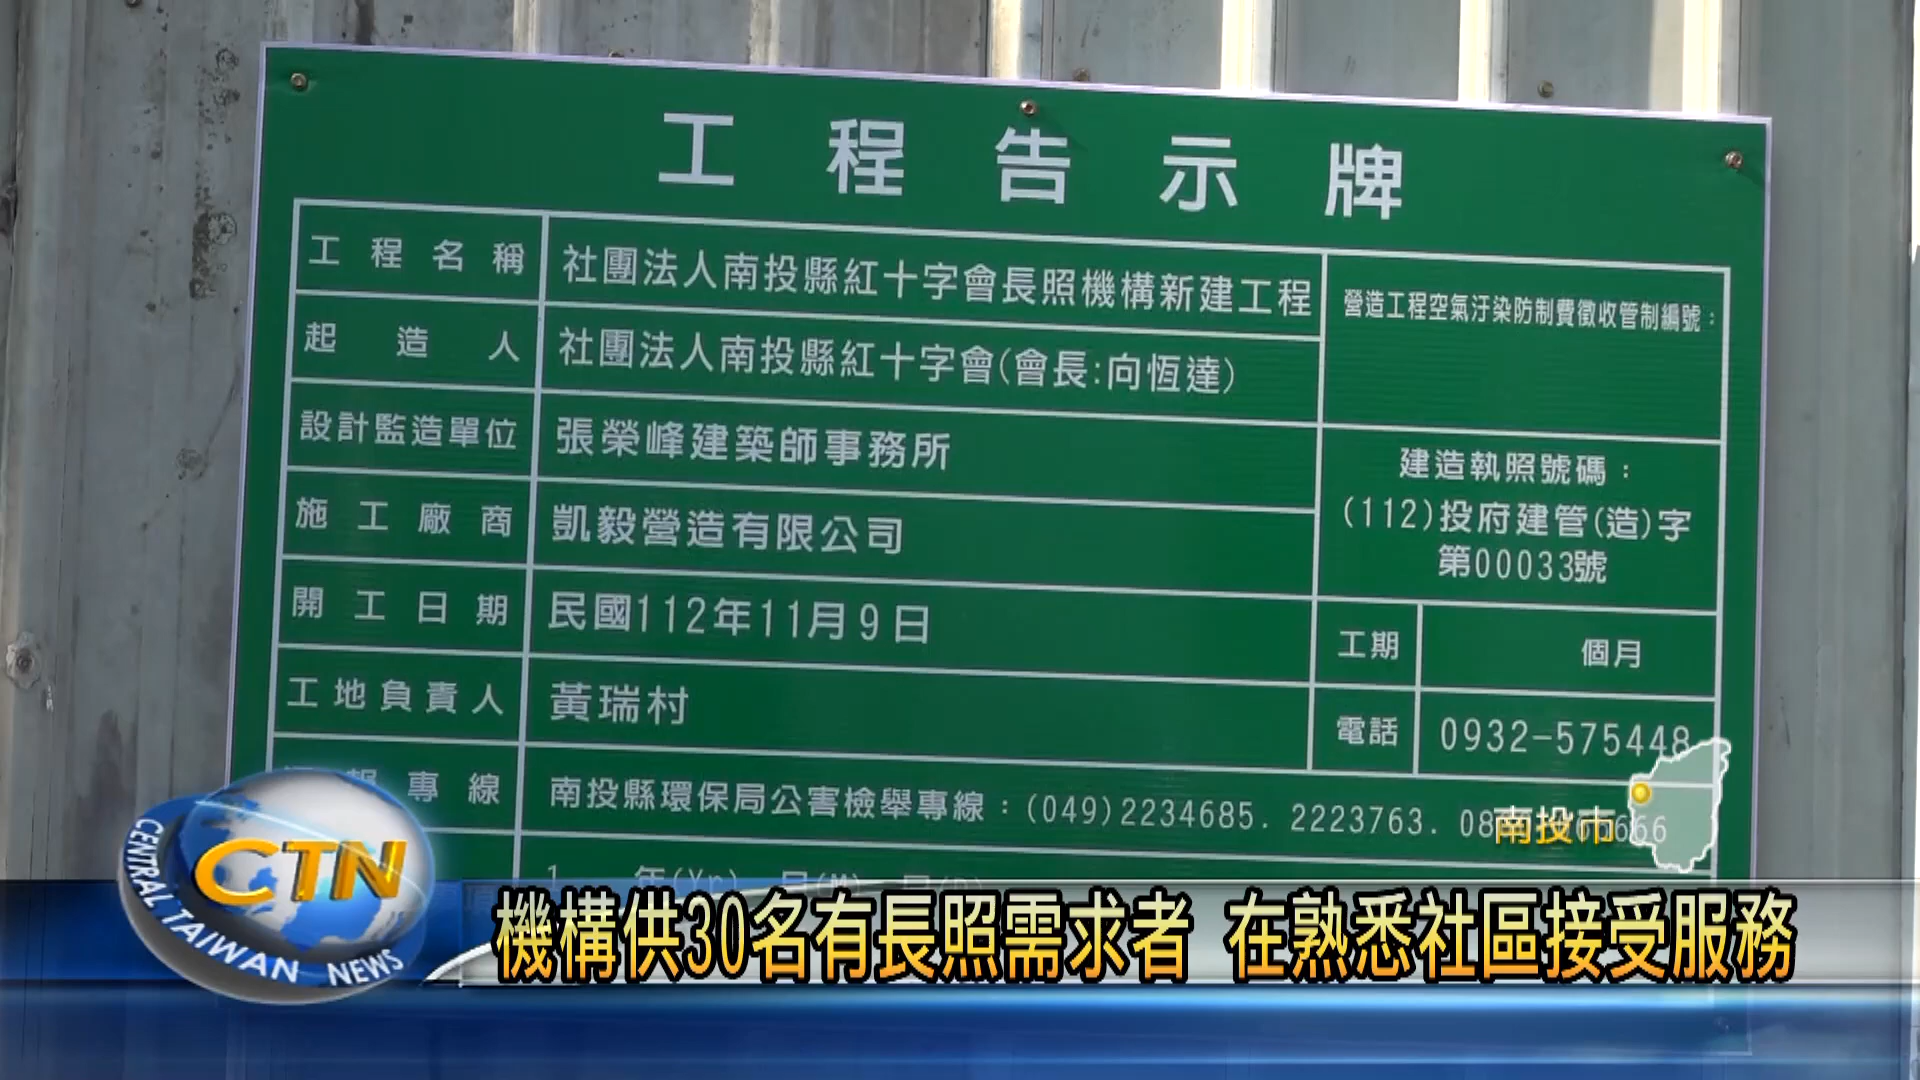 工程告示牌
工程名稱 社團法人南投縣紅十字會長照機構新建工程
營造工程空氣汙染防制費徵收管制編號:
起造人 社團法人南投縣紅十字會(會長:向恆達)
設計監造單位 張榮峰建築師事務所
建造執照號碼:
(112)投府建管(造)字
第00033號
施工廠商 凱毅營造有限公司
開工日期 民國112年11月9日
工期 個月
工地負責人 黃瑞村
電話 0932-575448
專線 南投縣環保局公害檢舉專線:(049)2234685. 2223763.
南投市
CTN
CENTRAL TAIWAN NEWS
機構供30名有長照需求者 在熟悉社區接受服務